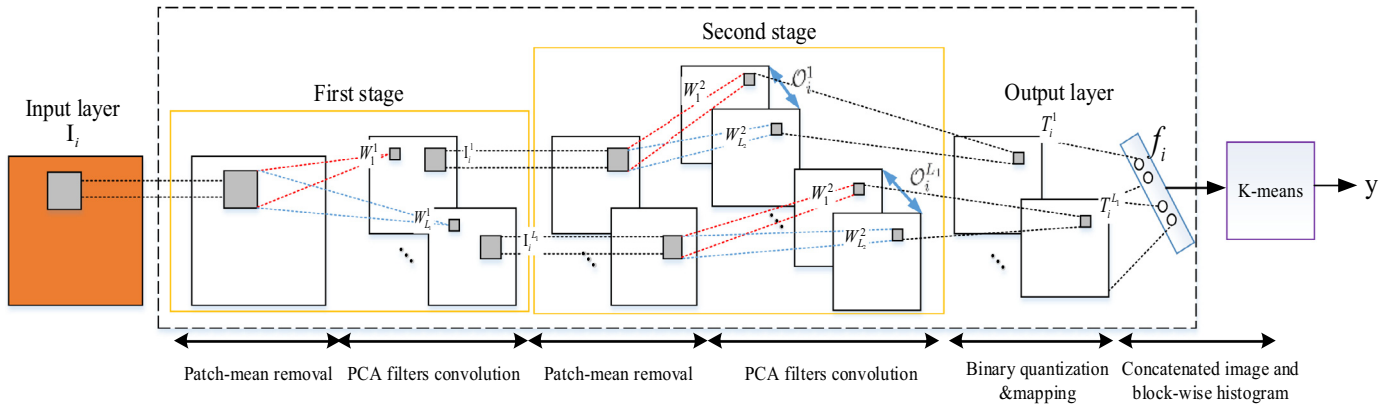 Input layer
I_i
First stage
W_1^1
I_i^1
W_{L_1}^1
I_i^{L_1}
Second stage
W_1^2
W_{L_2}^2
O_i^1
W_1^2
W_{L_2}^2
O_i^{L_1}
Output layer
T_i^1
T_i^{L_1}
f_i
K-means
y
Patch-mean removal
PCA filters convolution
Patch-mean removal
PCA filters convolution
Binary quantization
&mapping
Concatenated image and
block-wise histogram